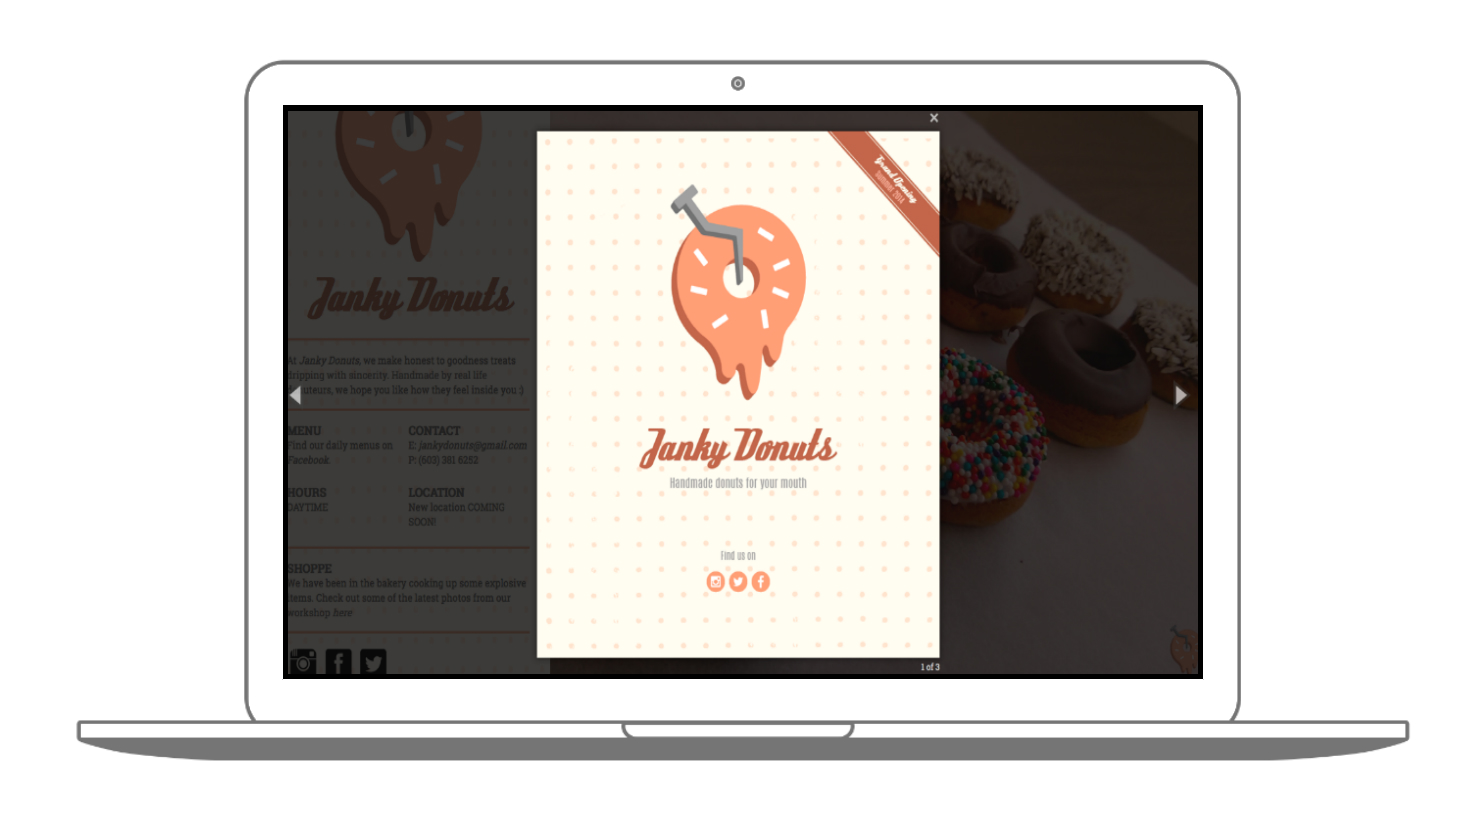 Janky Donuts
At Janky Donuts, we make honest to goodness treats
dripping with sincerity. Handmade by real life
uteurs, we hope you like how they feel inside you :)
MENU
Find our daily menus on
Facebook.
CONTACT
E: jankydonuts@gmail.com
P: (603) 381 6252
HOURS
DAYTIME
LOCATION
New location COMING
SOON!
SHOPPE
We have been in the bakery cooking up some explosive
items. Check out some of the latest photos from our
workshop here
×
Grand Opening
Summer 2014
Janky Donuts
Handmade donuts for your mouth
Find us on
1 of 3